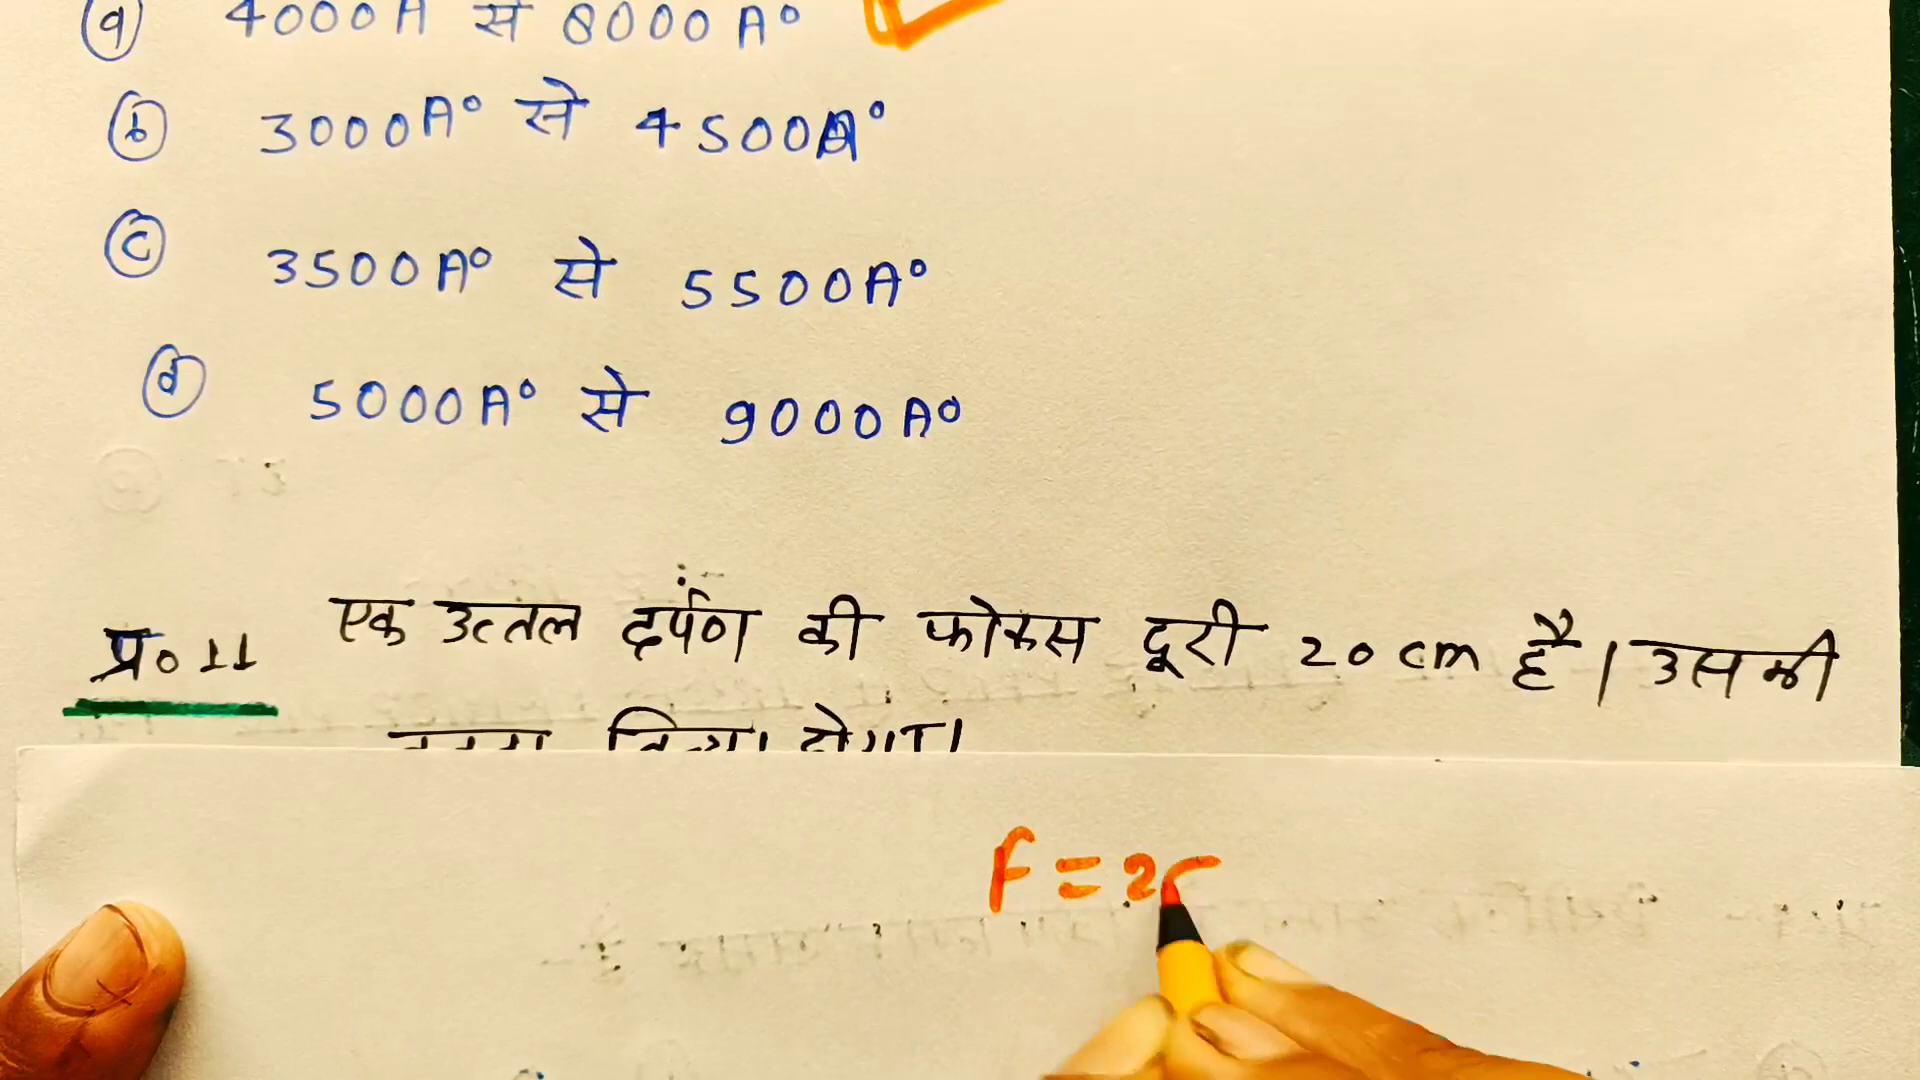 (a) 4000A से 8000A°
(b) 3000A° से 4500A°
(c) 3500A° से 5500A°
(d) 5000A° से 9000A°
प्र० 11 एक उत्तल दर्पण की फोकस दूरी 20 cm है। उसकी
होगा।
F = 2